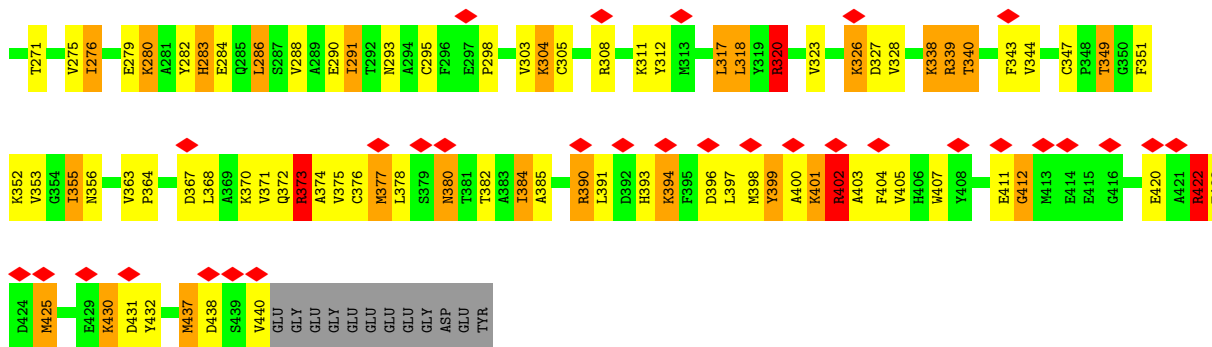 T271 V275 I276 E279 K280 A281 Y282 H283 E284 Q285 L286 S287 V288 A289 E290 I291 T292 N293 A294 C295 F296 E297 P298 V303 K304 C305 R308 K311 Y312 M313 L317 L318 Y319 R320 V323 K326 D327 V328 K338 R339 T340 F343 V344 C347 P348 T349 G350 F351
K352 V353 G354 I355 N356 V363 P364 D367 L368 A369 K370 V371 Q372 R373 A374 V375 C376 M377 L378 S379 N380 T381 T382 A383 I384 A385 R390 L391 D392 H393 K394 F395 D396 L397 M398 Y399 A400 K401 R402 A403 F404 V405 H406 W407 Y408 E411 G412 M413 E414 E415 G416 E420 A421 R422
D424 M425 E429 K430 D431 Y432 M437 D438 S439 V440 GLU GLY GLU GLY GLU GLU GLU GLU GLY ASP GLU TYR